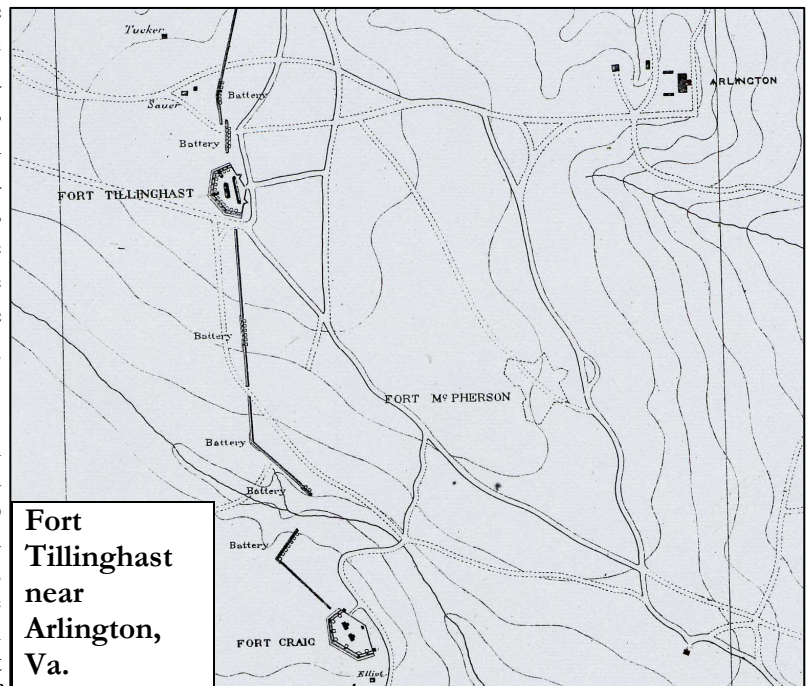 Tucker
Sauer
Battery
ARLINGTON
Battery
FORT TILLINGHAST
Battery
FORT McPHERSON
Battery
Battery
Battery
FORT CRAIG
Elliot
Fort
Tillinghast
near
Arlington,
Va.